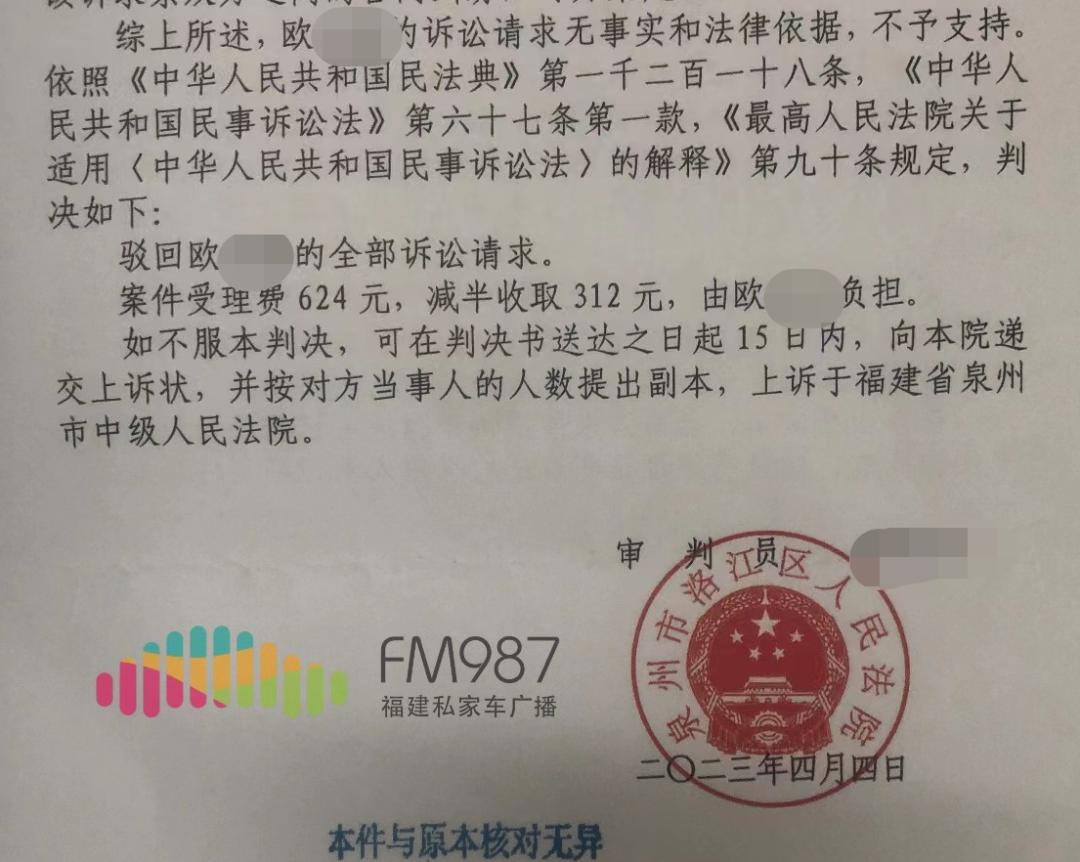 综上所述，欧 的诉讼请求无事实和法律依据，不予支持。
依照《中华人民共和国民法典》第一千二百一十八条，《中华人
民共和国民事诉讼法》第六十七条第一款，《最高人民法院关于
适用〈中华人民共和国民事诉讼法〉的解释》第九十条规定，判
决如下：
驳回欧 的全部诉讼请求。
案件受理费 624 元，减半收取 312 元，由欧 负担。
如不服本判决，可在判决书送达之日起 15 日内，向本院递
交上诉状，并按对方当事人的人数提出副本，上诉于福建省泉州
市中级人民法院。
审 判 员
泉州市洛江区人民法院
FM987
福建私家车广播
二〇二三年四月四日
本件与原本核对无异